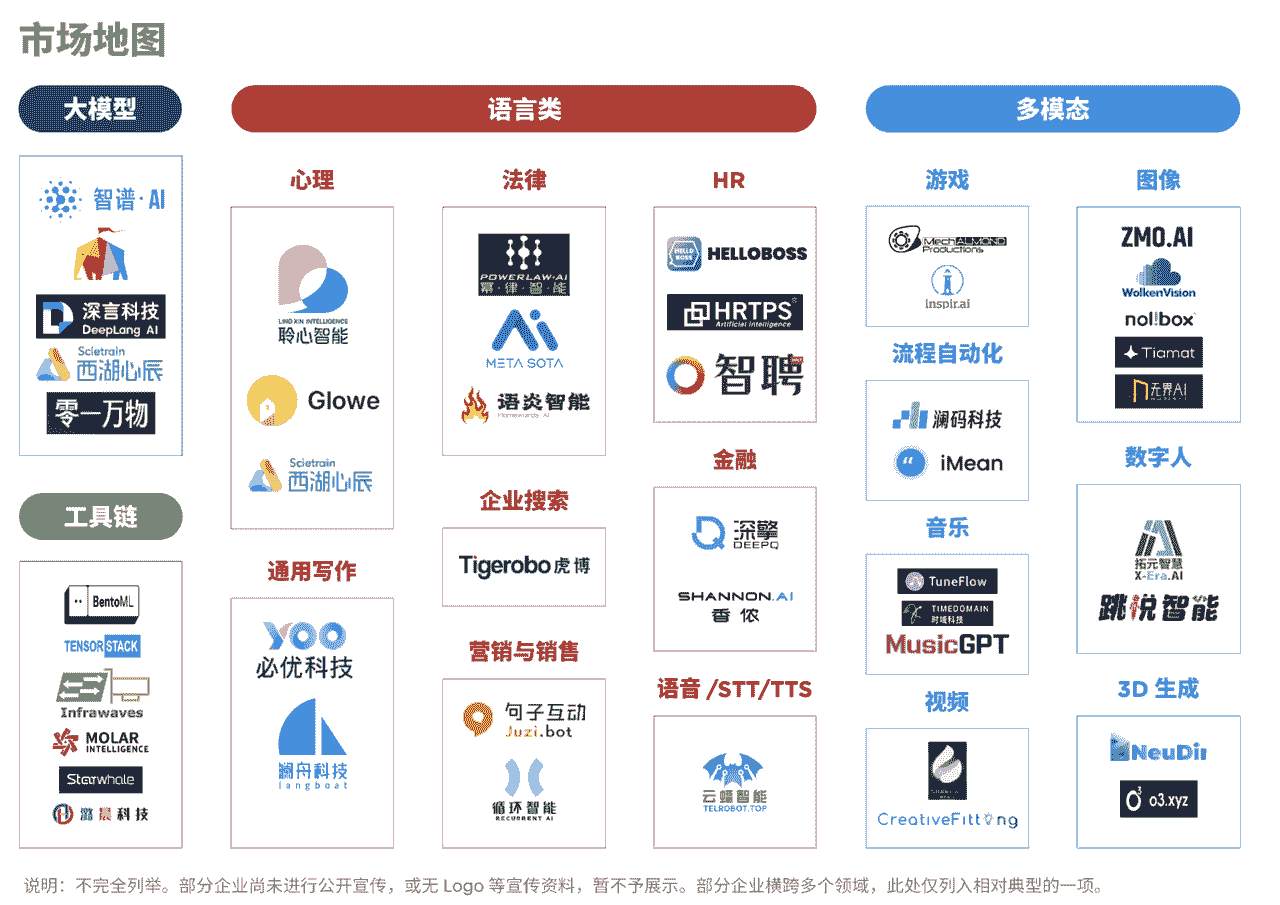 市场地图
大模型
智谱·AI
深言科技
DeepLang AI
Scietrain
西湖心辰
零一万物
工具链
BentoML
TENSORSTACK
Infrawaves
MOLAR
INTELLIGENCE
Starwhale
潞晨科技
语言类
心理
LING XIN INTELLIGENCE
聆心智能
Glowe
Scietrain
西湖心辰
通用写作
yoo
必优科技
澜舟科技
langboat
法律
POWERLAW·AI
幂·律·智·能
META SOTA
语炎智能
企业搜索
Tigerobo虎博
营销与销售
句子互动
Juzi.bot
循环智能
RECURRENT AI
HR
HELLO
BOSS
HELLOBOSS
HRTPS
Artificial Intelligence
智聘
金融
深擎
DEEPQ
SHANNON.AI
香侬
语音 /STT/TTS
云蝠智能
TELROBOT.TOP
多模态
游戏
MechALMOND
Productions
inspir.ai
流程自动化
澜码科技
iMean
音乐
TuneFlow
TIMEDOMAIN
时域科技
MusicGPT
视频
CreativeFitting
图像
ZMO.AI
WolkenVision
nolibox
Tiamat
无界AI
数字人
拓元智慧
X-Era.AI
跳悦智能
3D 生成
NeuDir
o3.xyz
说明：不完全列举。部分企业尚未进行公开宣传，或无 Logo 等宣传资料，暂不予展示。部分企业横跨多个领域，此处仅列入相对典型的一项。